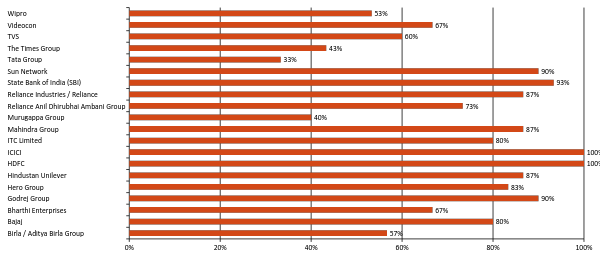 Wipro 53%
Videocon 67%
TVS 60%
The Times Group 43%
Tata Group 33%
Sun Network 90%
State Bank of India (SBI) 93%
Reliance Industries / Reliance 87%
Reliance Anil Dhirubhai Ambani Group 73%
Murugappa Group 40%
Mahindra Group 87%
ITC Limited 80%
ICICI 100%
HDFC 100%
Hindustan Unilever 87%
Hero Group 83%
Godrej Group 90%
Bharthi Enterprises 67%
Bajaj 80%
Birla / Aditya Birla Group 57%
0% 20% 40% 60% 80% 100%